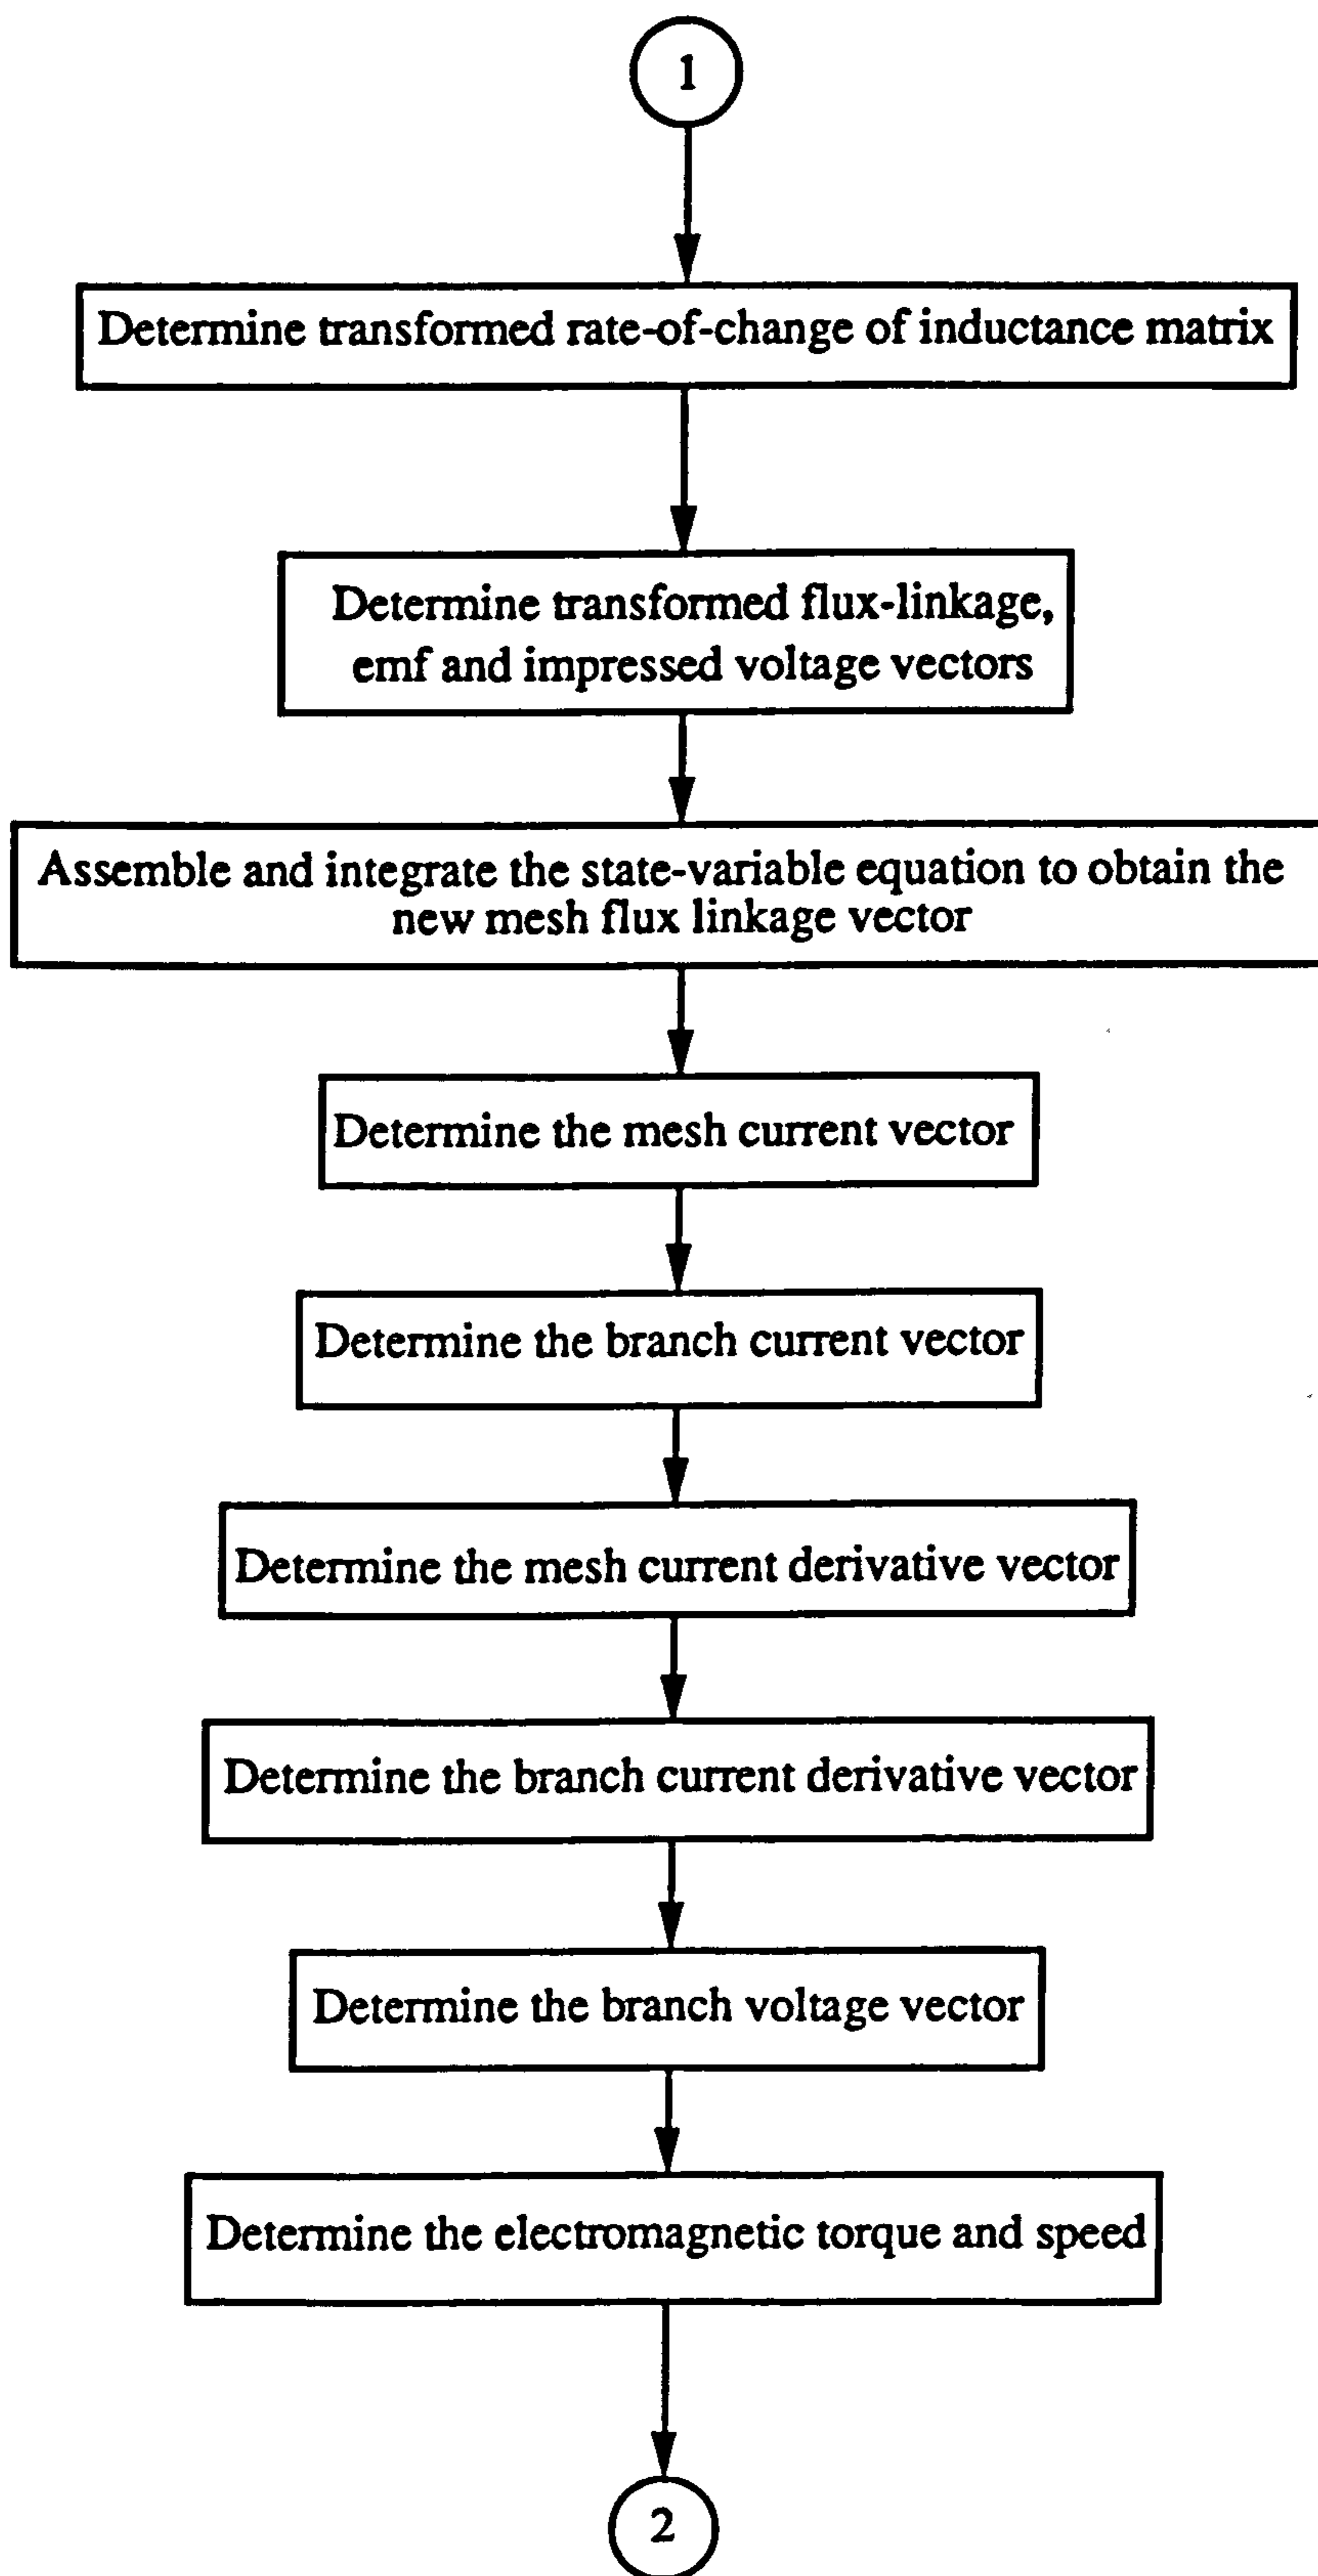 1
Determine transformed rate-of-change of inductance matrix
Determine transformed flux-linkage,
emf and impressed voltage vectors
Assemble and integrate the state-variable equation to obtain the
new mesh flux linkage vector
Determine the mesh current vector
Determine the branch current vector
Determine the mesh current derivative vector
Determine the branch current derivative vector
Determine the branch voltage vector
Determine the electromagnetic torque and speed
2